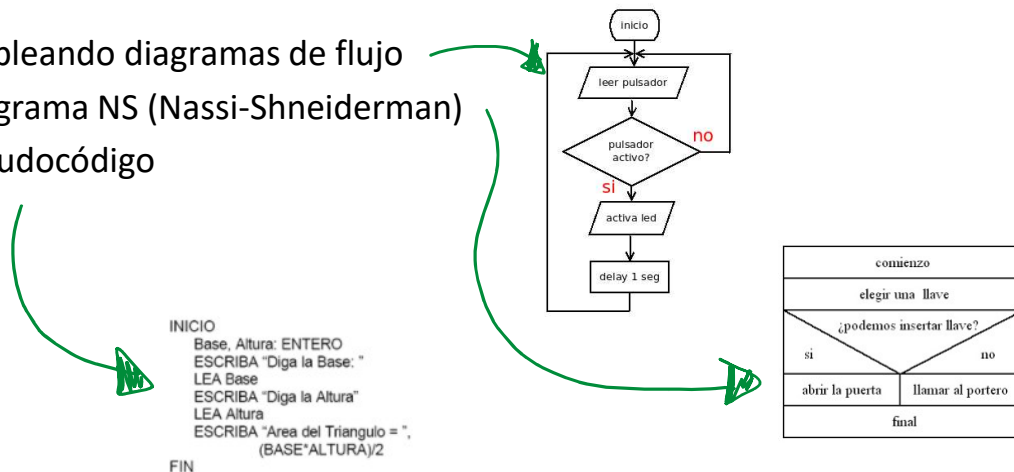 pleando diagramas de flujo
grama NS (Nassi-Shneiderman)
udocódigo
inicio
leer pulsador
pulsador
activo?
no
si
activa led
delay 1 seg
INICIO
Base, Altura: ENTERO
ESCRIBA “Diga la Base: ”
LEA Base
ESCRIBA “Diga la Altura”
LEA Altura
ESCRIBA “Area del Triangulo = ”,
(BASE*ALTURA)/2
FIN
comienzo
elegir una llave
¿podemos insertar llave?
si
no
abrir la puerta
llamar al portero
final